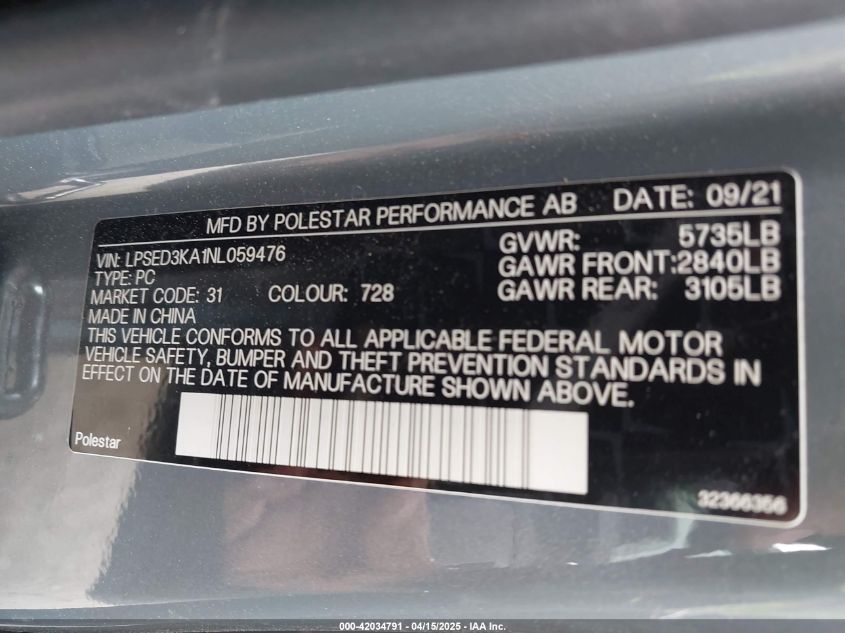 MFD BY POLESTAR PERFORMANCE AB DATE: 09/21
VIN: LPSED3KA1NL059476 GVWR: 5735LB
TYPE: PC GAWR FRONT:2840LB
MARKET CODE: 31 COLOUR: 728 GAWR REAR: 3105LB
MADE IN CHINA
THIS VEHICLE CONFORMS TO ALL APPLICABLE FEDERAL MOTOR
VEHICLE SAFETY, BUMPER AND THEFT PREVENTION STANDARDS IN
EFFECT ON THE DATE OF MANUFACTURE SHOWN ABOVE.
Polestar
32366356
000-42034791 - 04/15/2025 - IAA Inc.